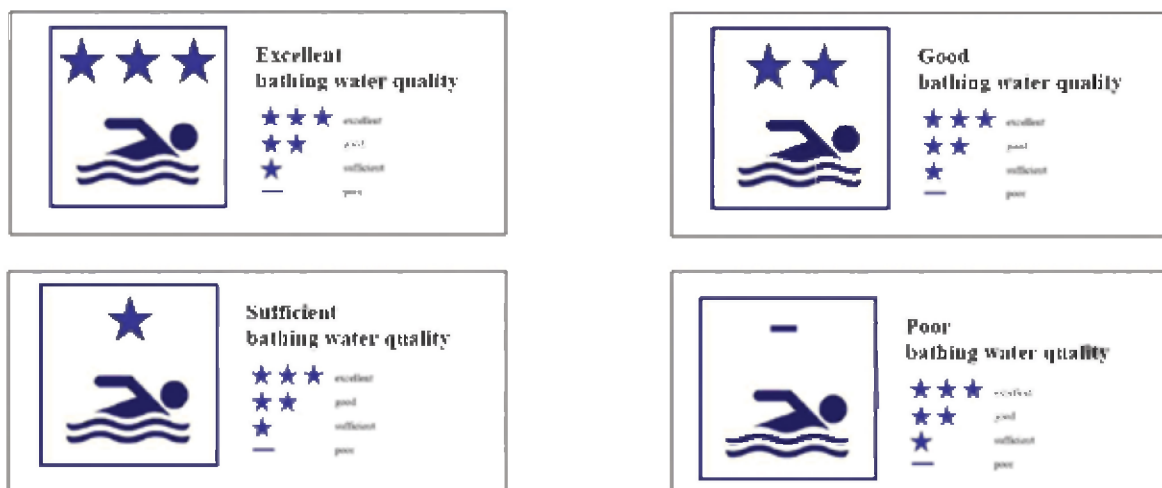 Excellent
bathing water quality
excellent
good
sufficient
poor
Good
bathing water quality
excellent
good
sufficient
poor
Sufficient
bathing water quality
excellent
good
sufficient
poor
Poor
bathing water quality
excellent
good
sufficient
poor